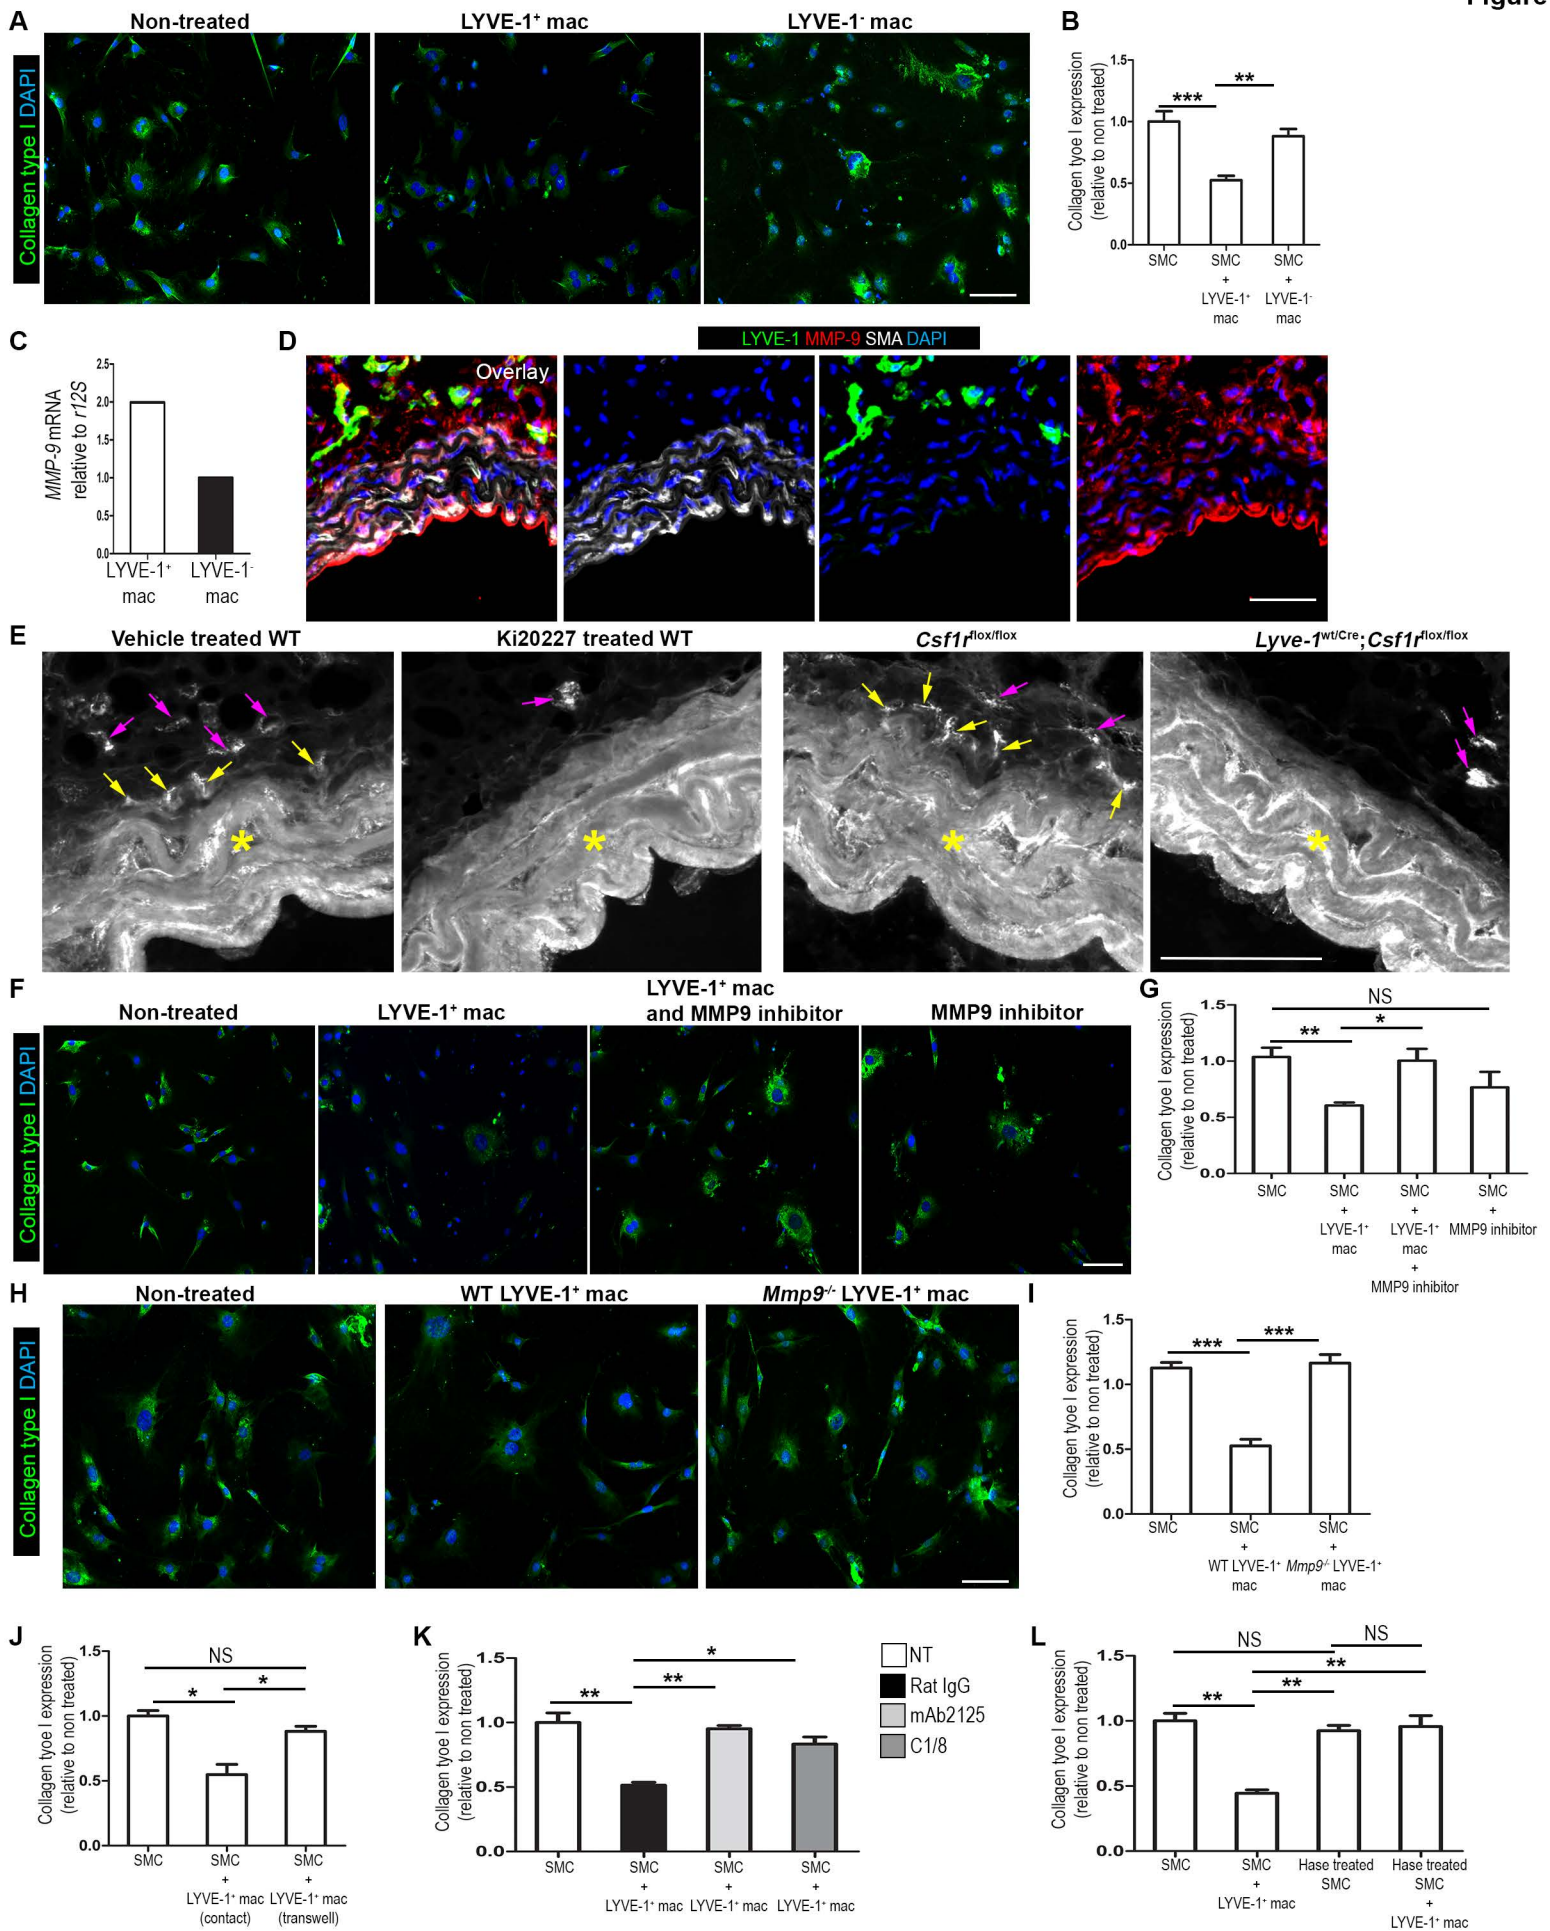 Figure
A
Non-treated
LYVE-1⁺ mac
LYVE-1⁻ mac
Collagen type I DAPI
B
Collagen tyoe I expression
(relative to non treated)
1.5
1.0
0.5
0.0
***
**
SMC
SMC
+
LYVE-1⁺
mac
SMC
+
LYVE-1⁻
mac
C
MMP-9 mRNA
relative to r12S
2.5
2.0
1.5
1.0
0.5
0.0
LYVE-1⁺
mac
LYVE-1⁻
mac
D
LYVE-1 MMP-9 SMA DAPI
Overlay
E
Vehicle treated WT
Ki20227 treated WT
Csf1r^flox/flox
Lyve-1^wt/Cre;Csf1r^flox/flox
*
*
*
*
F
Non-treated
LYVE-1⁺ mac
LYVE-1⁺ mac
and MMP9 inhibitor
MMP9 inhibitor
Collagen type I DAPI
G
Collagen tyoe I expression
(relative to non treated)
1.5
1.0
0.5
0.0
NS
**
*
SMC
SMC
+
LYVE-1⁺
mac
SMC
+
LYVE-1⁺
mac
+
MMP9 inhibitor
SMC
+
MMP9 inhibitor
H
Non-treated
WT LYVE-1⁺ mac
Mmp9⁻/⁻ LYVE-1⁺ mac
Collagen type I DAPI
I
Collagen tyoe I expression
(relative to non treated)
1.5
1.0
0.5
0.0
***
***
SMC
SMC
+
WT LYVE-1⁺
mac
SMC
+
Mmp9⁻/⁻ LYVE-1⁺
mac
J
Collagen tyoe I expression
(relative to non treated)
1.5
1.0
0.5
0.0
NS
*
*
SMC
SMC
+
LYVE-1⁺ mac
(contact)
SMC
+
LYVE-1⁺ mac
(transwell)
K
Collagen tyoe I expression
(relative to non treated)
1.5
1.0
0.5
0.0
*
**
**
SMC
SMC
+
LYVE-1⁺ mac
SMC
+
LYVE-1⁺ mac
SMC
+
LYVE-1⁺ mac
NT
Rat IgG
mAb2125
C1/8
L
Collagen tyoe I expression
(relative to non treated)
1.5
1.0
0.5
0.0
NS
NS
**
**
**
SMC
SMC
+
LYVE-1⁺ mac
Hase treated
SMC
Hase treated
SMC
+
LYVE-1⁺ mac